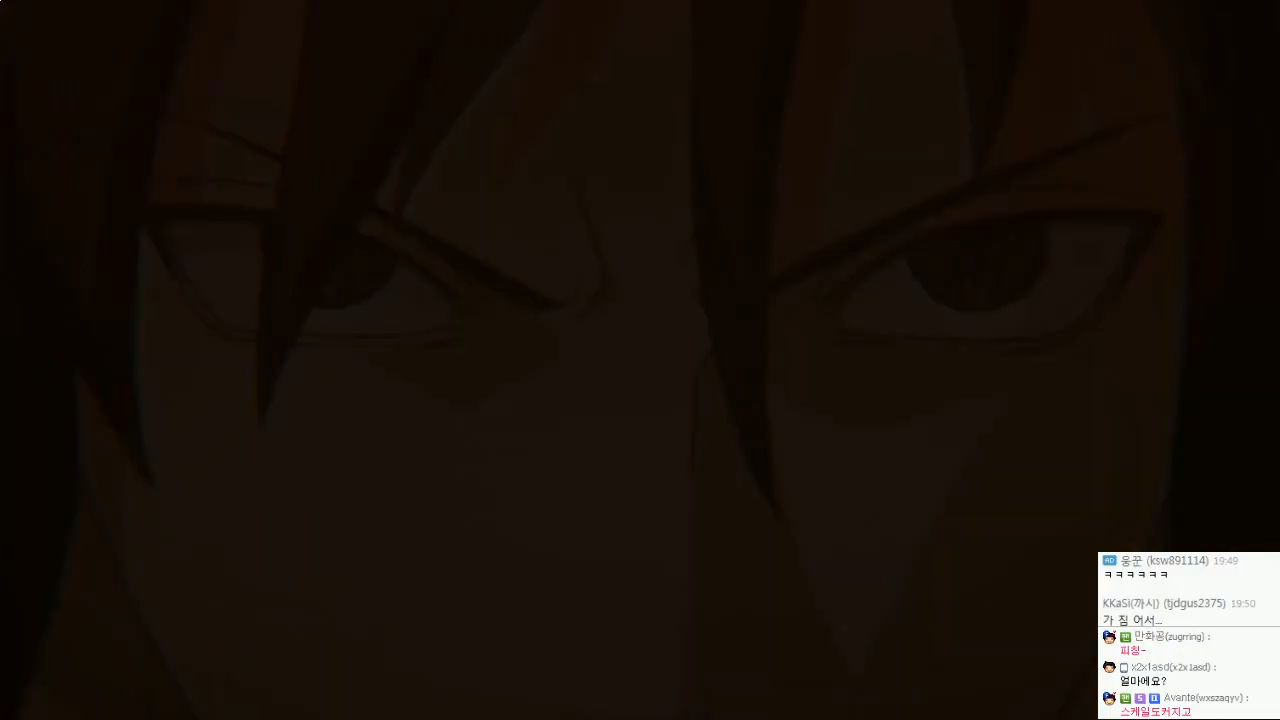 웅꾼 (ksw891114) 19:49
ㅋㅋㅋㅋㅋㅋ
KKaSi(까시) (tjdgus2375) 19:50
가 짐 어서...
만화공(zugrring) :
피칭~
x2x1asd(x2x1asd) :
얼마에요?
Avante(wxszaqyv) :
스케일도커지고